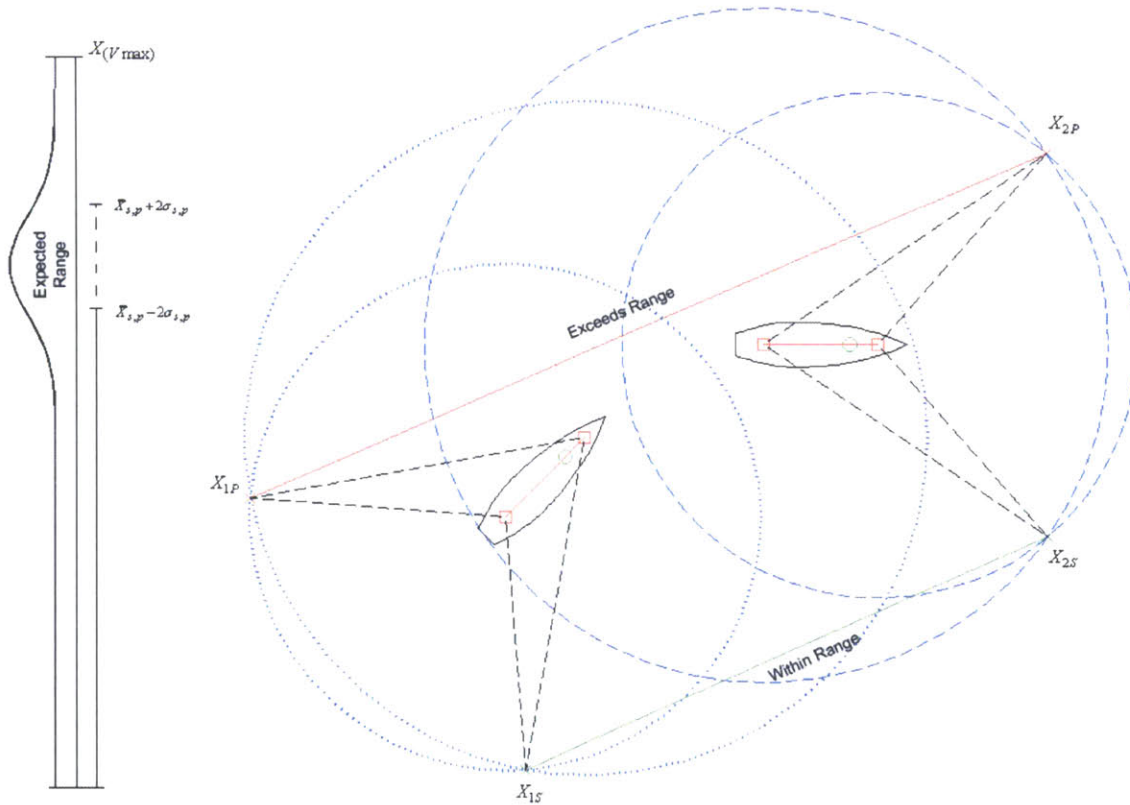 X(V max)
X̄s,p+2σs,p
Expected
Range
X̄s,p−2σs,p
X2P
Exceeds Range
X1P
X2S
Within Range
X1S